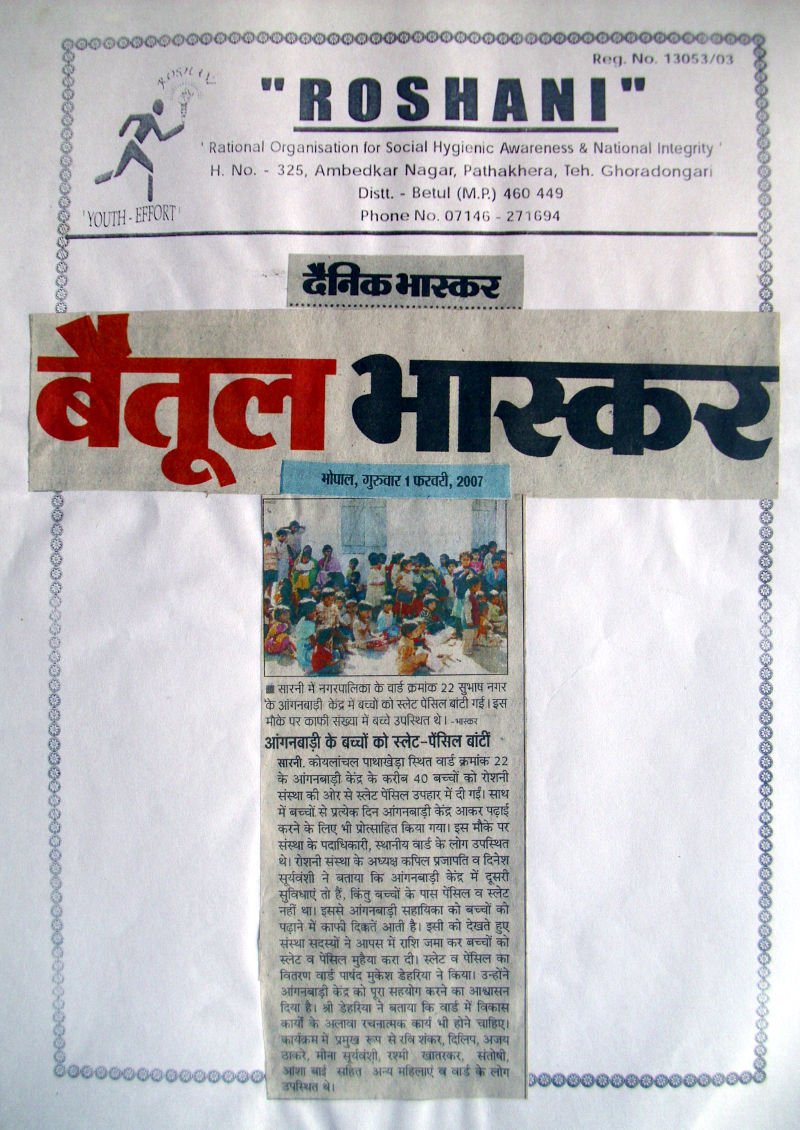 Reg. No. 13053/03
ROSHANI
"ROSHANI"
' Rational Organisation for Social Hygienic Awareness & National Integrity '
H. No. - 325, Ambedkar Nagar, Pathakhera, Teh. Ghoradongari
Distt. - Betul (M.P.) 460 449
Phone No. 07146 - 271694
'YOUTH - EFFORT'
दैनिक भास्कर
बैतूल भास्कर
भोपाल, गुरुवार 1 फरवरी, 2007
■ सारनी में नगरपालिका के वार्ड क्रमांक 22 सुभाष नगर
के आंगनबाड़ी केंद्र में बच्चों को स्लेट पेंसिल बांटी गई। इस
मौके पर काफी संख्या में बच्चे उपस्थित थे। -भास्कर
आंगनबाड़ी के बच्चों को स्लेट-पेंसिल बांटीं
सारनी. कोयलांचल पाथाखेड़ा स्थित वार्ड क्रमांक 22
के आंगनबाड़ी केंद्र के करीब 40 बच्चों को रोशनी
संस्था की ओर से स्लेट पेंसिल उपहार में दी गईं। साथ
में बच्चों से प्रत्येक दिन आंगनबाड़ी केंद्र आकर पढ़ाई
करने के लिए भी प्रोत्साहित किया गया। इस मौके पर
संस्था के पदाधिकारी, स्थानीय वार्ड के लोग उपस्थित
थे। रोशनी संस्था के अध्यक्ष कपिल प्रजापति व दिनेश
सूर्यवंशी ने बताया कि आंगनबाड़ी केंद्र में दूसरी
सुविधाएं तो हैं, किंतु बच्चों के पास पेंसिल व स्लेट
नहीं था। इससे आंगनबाड़ी सहायिका को बच्चों को
पढ़ाने में काफी दिक्कतें आती है। इसी को देखते हुए
संस्था सदस्यों ने आपस में राशि जमा कर बच्चों को
स्लेट व पेंसिल मुहैया करा दी। स्लेट व पेंसिल का
वितरण वार्ड पार्षद मुकेश डेहरिया ने किया। उन्होंने
आंगनबाड़ी केंद्र को पूरा सहयोग करने का आश्वासन
दिया है। श्री डेहरिया ने बताया कि वार्ड में विकास
कार्यों के अलावा रचनात्मक कार्य भी होने चाहिए।
कार्यक्रम में प्रमुख रूप से रवि शंकर, दिलिप, अजय
ठाकरे, मीना सूर्यवंशी, रश्मी खातरकर, संतोषी,
आशा बाई सहित अन्य महिलाएं व वार्ड के लोग
उपस्थित थे।